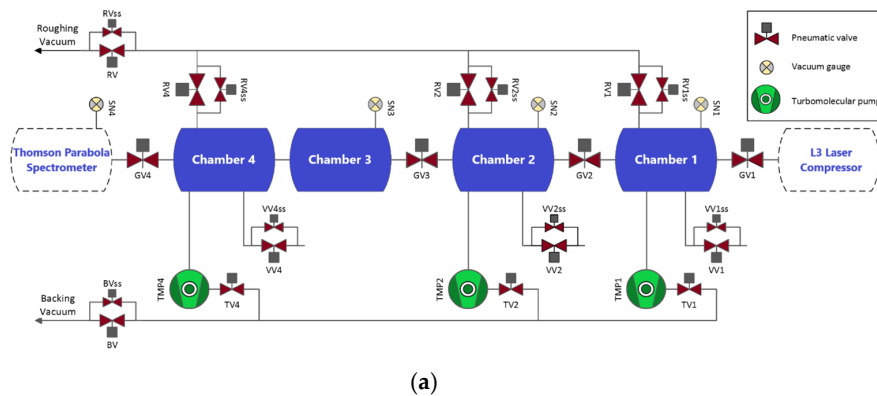 Roughing
Vacuum
RVss
RV
RV4
RV4ss
RV2
RV2ss
RV1
RV1ss
Pneumatic valve
Vacuum gauge
Turbomolecular pump
SN4
SN3
SN2
SN1
Thomson Parabola
Spectrometer
GV4
Chamber 4
Chamber 3
GV3
Chamber 2
GV2
Chamber 1
GV1
L3 Laser
Compressor
VV4ss
VV4
VV2ss
VV2
VV1ss
VV1
TMP4
TV4
TMP2
TV2
TMP1
TV1
Backing
Vacuum
BVss
BV
(a)